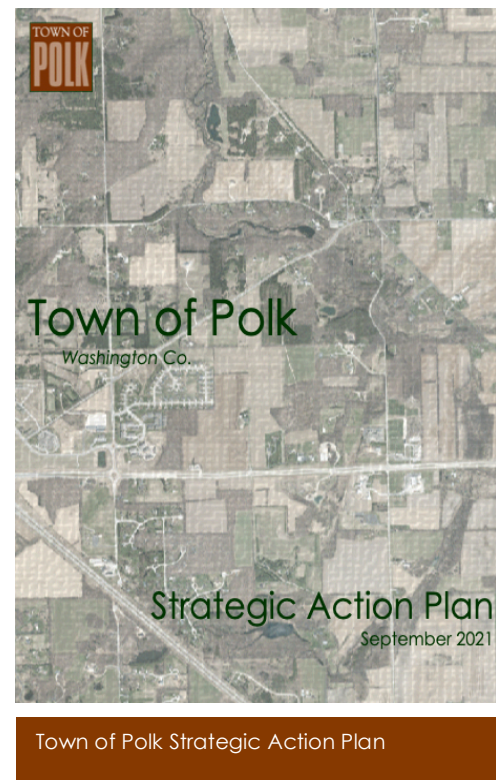 TOWN OF
POLK
Town of Polk
Washington Co.
Strategic Action Plan
September 2021
Town of Polk Strategic Action Plan